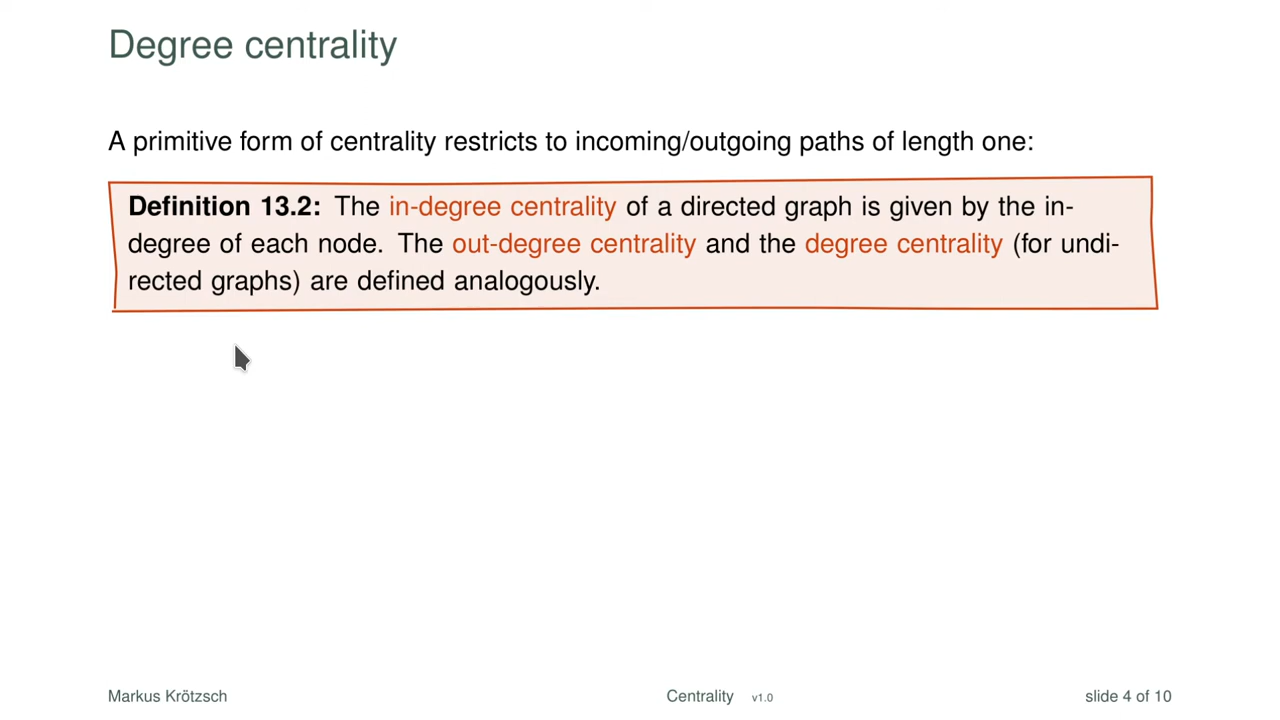 Degree centrality
A primitive form of centrality restricts to incoming/outgoing paths of length one:
Definition 13.2: The in-degree centrality of a directed graph is given by the in-
degree of each node. The out-degree centrality and the degree centrality (for undi-
rected graphs) are defined analogously.
Markus Krötzsch Centrality v1.0 slide 4 of 10